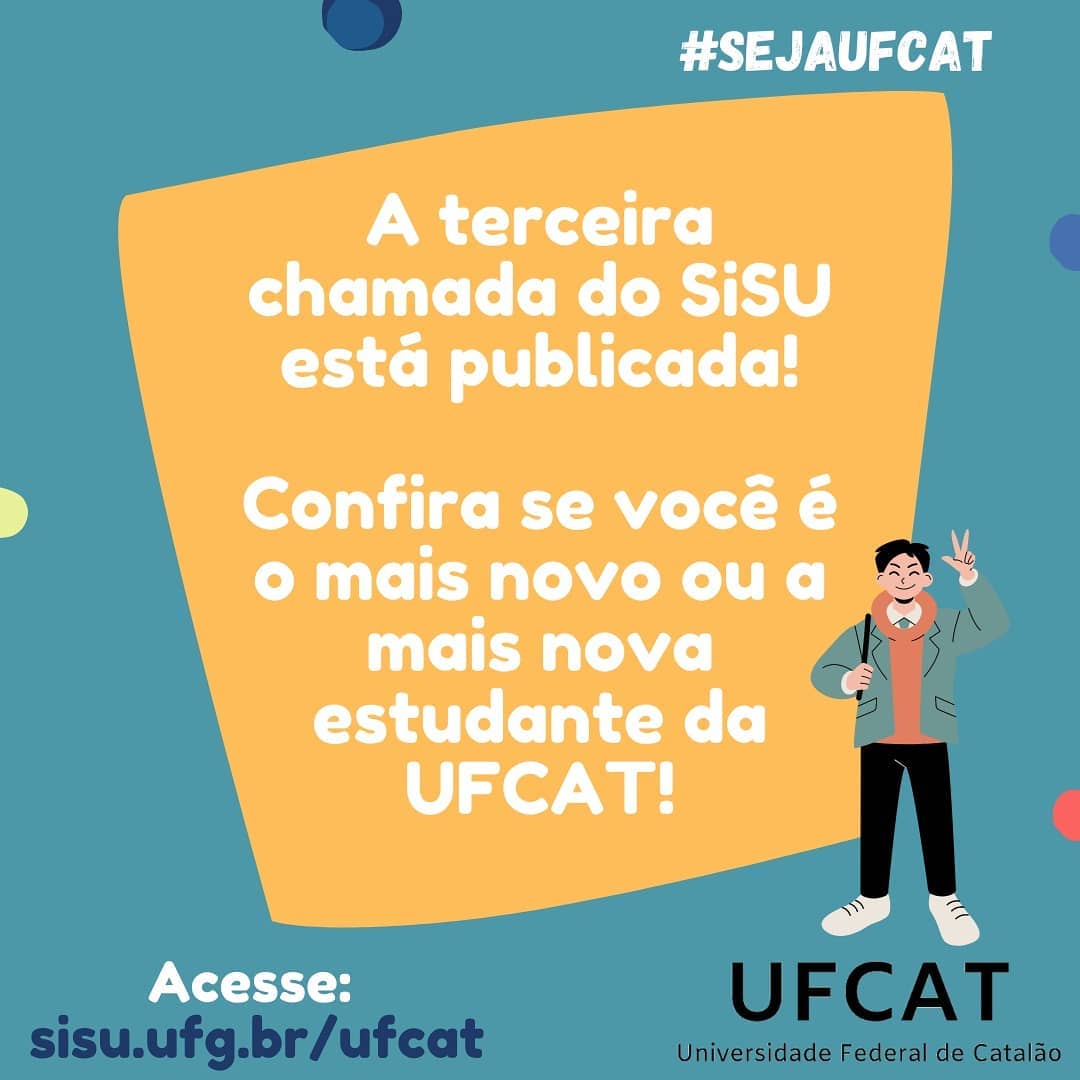 #SEJAUFCAT
A terceira
chamada do SiSU
está publicada!
Confira se você é
o mais novo ou a
mais nova
estudante da
UFCAT!
Acesse:
sisu.ufg.br/ufcat
UFCAT
Universidade Federal de Catalão